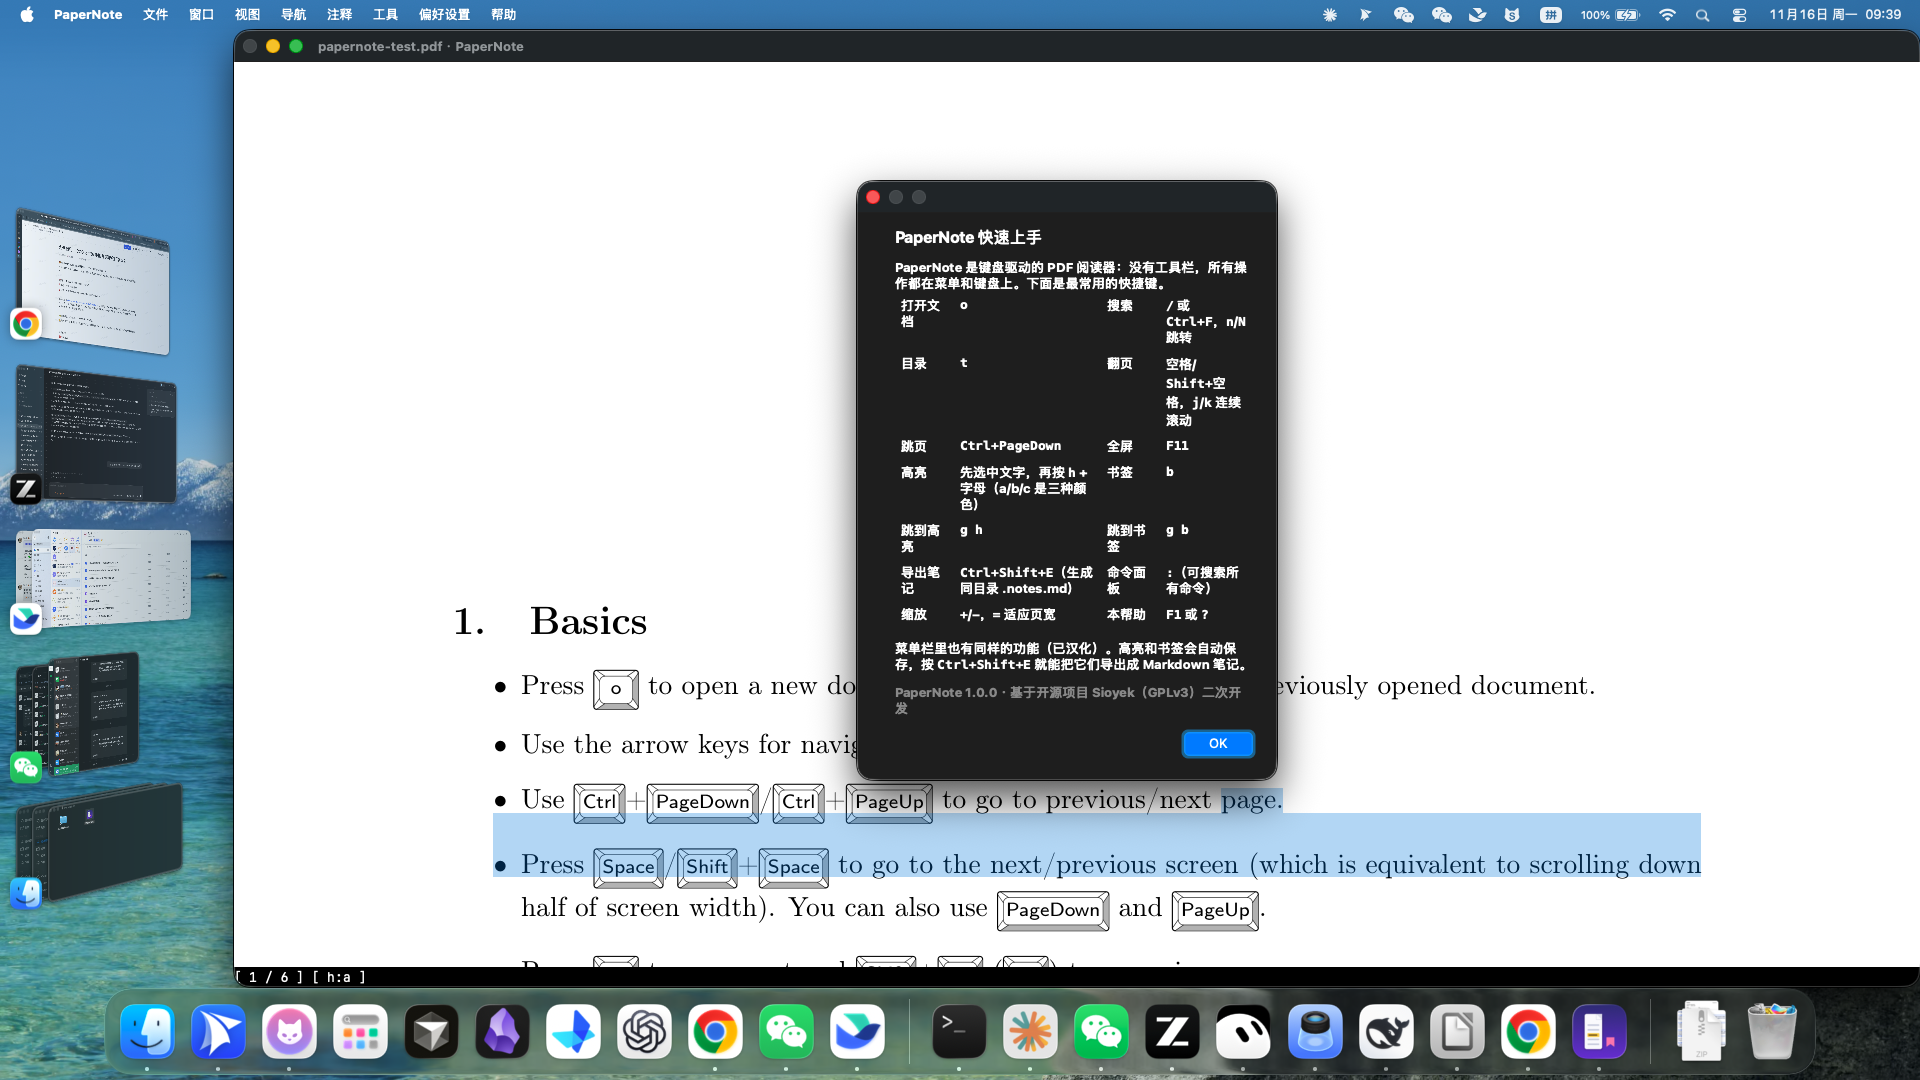 PaperNote 文件 窗口 视图 导航 注释 工具 偏好设置 帮助
拼 100% 11月16日 周一 09:39
papernote-test.pdf · PaperNote
PaperNote 快速上手
PaperNote 是键盘驱动的 PDF 阅读器：没有工具栏，所有操
作都在菜单和键盘上。下面是最常用的快捷键。
打开文 o 搜索 / 或
档 Ctrl+F，n/N
跳转
目录 t 翻页 空格/
Shift+空
格，j/k 连续
滚动
跳页 Ctrl+PageDown 全屏 F11
高亮 先选中文字，再按 h + 书签 b
字母（a/b/c 是三种颜
色）
跳到高 g h 跳到书 g b
亮 签
导出笔 Ctrl+Shift+E（生成 命令面 :（可搜索所
记 同目录 .notes.md） 板 有命令）
缩放 +/−，= 适应页宽 本帮助 F1 或 ?
菜单栏里也有同样的功能（已汉化）。高亮和书签会自动保
存，按 Ctrl+Shift+E 就能把它们导出成 Markdown 笔记。
PaperNote 1.0.0 · 基于开源项目 Sioyek（GPLv3）二次开
发
OK
1. Basics
• Press o to open a new do eviously opened document.
• Use the arrow keys for navig
• Use Ctrl+PageDown/Ctrl+PageUp to go to previous/next page.
• Press Space/Shift+Space to go to the next/previous screen (which is equivalent to scrolling down
half of screen width). You can also use PageDown and PageUp.
[ 1 / 6 ] [ h:a ]
ZIP